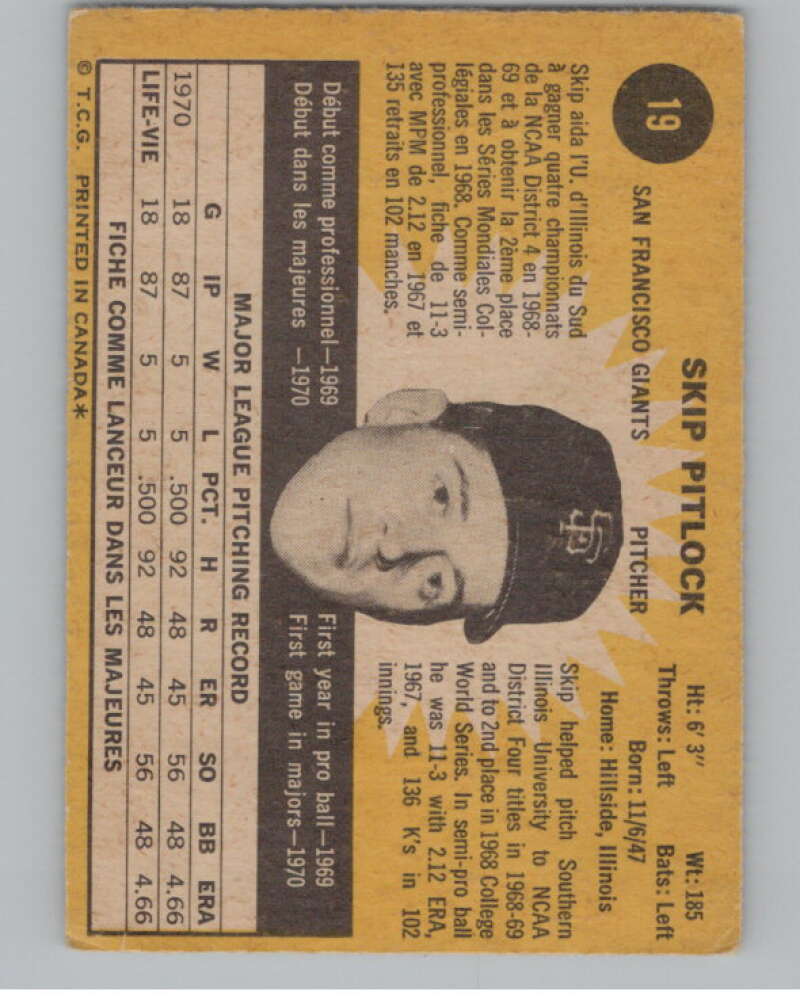 19
SKIP PITLOCK
SAN FRANCISCO GIANTS PITCHER
Ht: 6' 3" Wt: 185
Throws: Left Bats: Left
Born: 11/6/47
Home: Hillside, Illinois
Skip aida l'U. d'Illinois du Sud
à gagner quatre championnats
de la NCAA District 4 en 1968-
69 et à obtenir la 2ème place
dans les Séries Mondiales Col-
légiales en 1968. Comme semi-
professionnel, fiche de 11-3
avec MPM de 2.12 en 1967 et
135 retraits en 102 manches.
SF
Skip helped pitch Southern
Illinois University to NCAA
District Four titles in 1968-69
and to 2nd place in 1968 College
World Series. In semi-pro ball
he was 11-3 with 2.12 ERA,
1967, and 136 K's in 102
innings.
Début comme professionnel—1969
Début dans les majeures —1970
First year in pro ball—1969
First game in majors—1970
MAJOR LEAGUE PITCHING RECORD
G IP W L PCT. H R ER SO BB ERA
1970 18 87 5 5 .500 92 48 45 56 48 4.66
LIFE-VIE 18 87 5 5 .500 92 48 45 56 48 4.66
FICHE COMME LANCEUR DANS LES MAJEURES
© T.C.G. PRINTED IN CANADA*